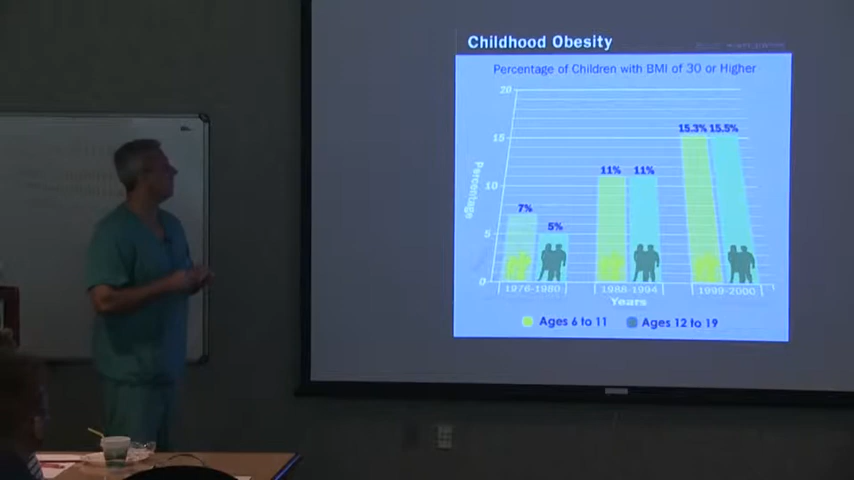 Childhood Obesity
Percentage of Children with BMI of 30 or Higher
20
15.3% 15.5%
15
11% 11%
Percentage
10
7%
5%
5
0
1976-1980 1988-1994 1999-2000
Years
Ages 6 to 11 Ages 12 to 19